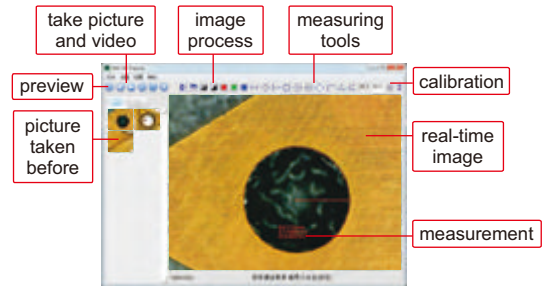 take picture
and video
image
process
measuring
tools
preview
calibration
picture
taken
before
real-time
image
measurement